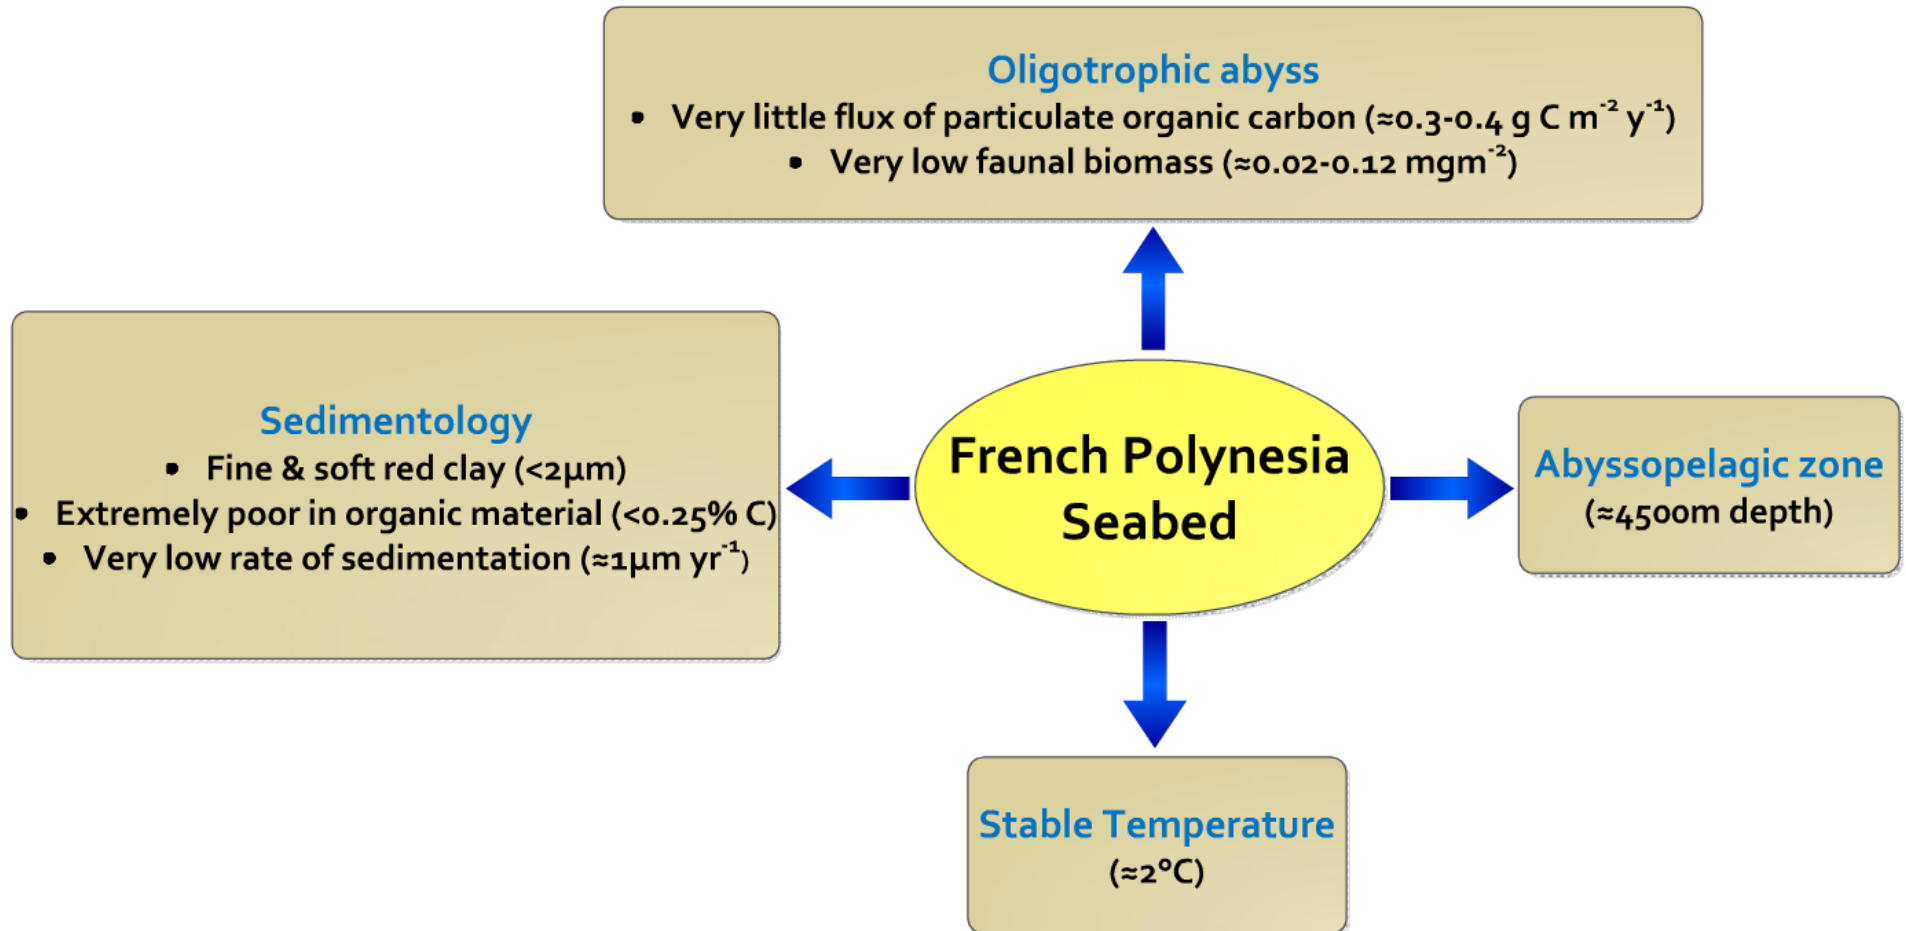 Oligotrophic abyss
• Very little flux of particulate organic carbon (≈0.3-0.4 g C m⁻² y⁻¹)
• Very low faunal biomass (≈0.02-0.12 mgm⁻²)
Sedimentology
• Fine & soft red clay (<2µm)
• Extremely poor in organic material (<0.25% C)
• Very low rate of sedimentation (≈1µm yr⁻¹)
French Polynesia
Seabed
Abyssopelagic zone
(≈4500m depth)
Stable Temperature
(≈2°C)